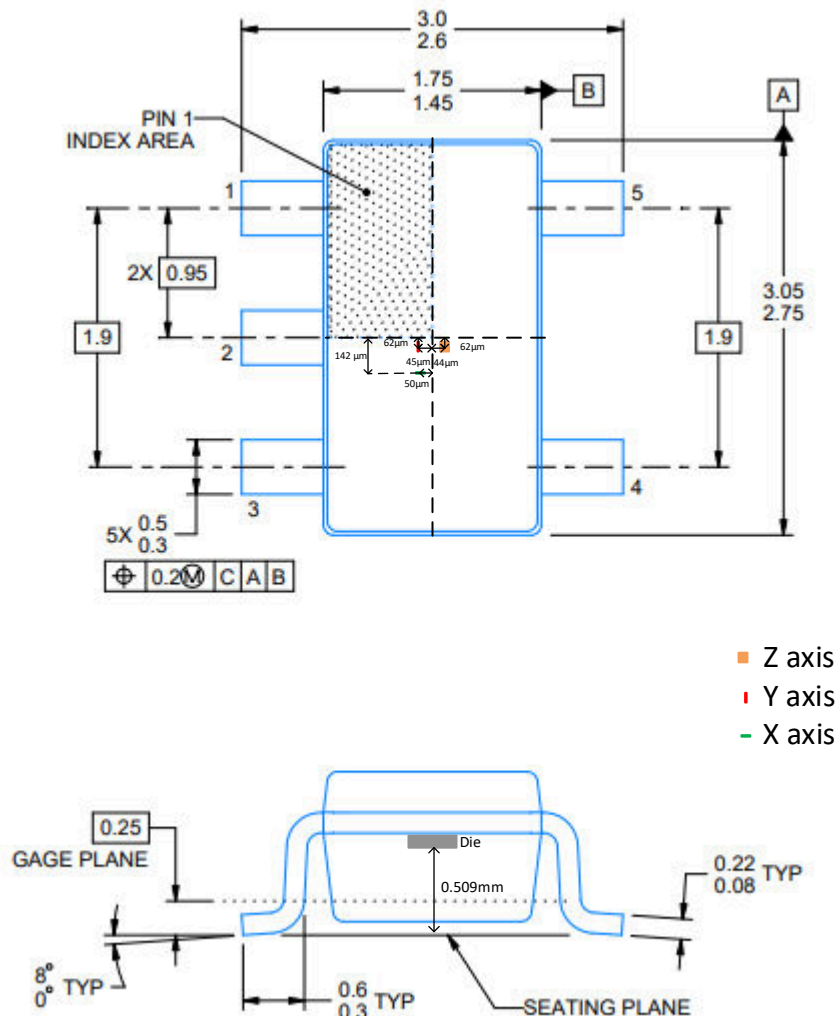 3.0
2.6
1.75
1.45
B
A
PIN 1
INDEX AREA
1
5
2X 0.95
3.05
2.75
1.9
1.9
2
62µm
62µm
142 µm
45µm
44µm
50µm
3
4
5X 0.5
0.3
⌖ 0.2Ⓜ C A B
Z axis
Y axis
X axis
0.25
GAGE PLANE
Die
0.22
0.08 TYP
0.509mm
8°
0° TYP
0.6
0.3 TYP
SEATING PLANE